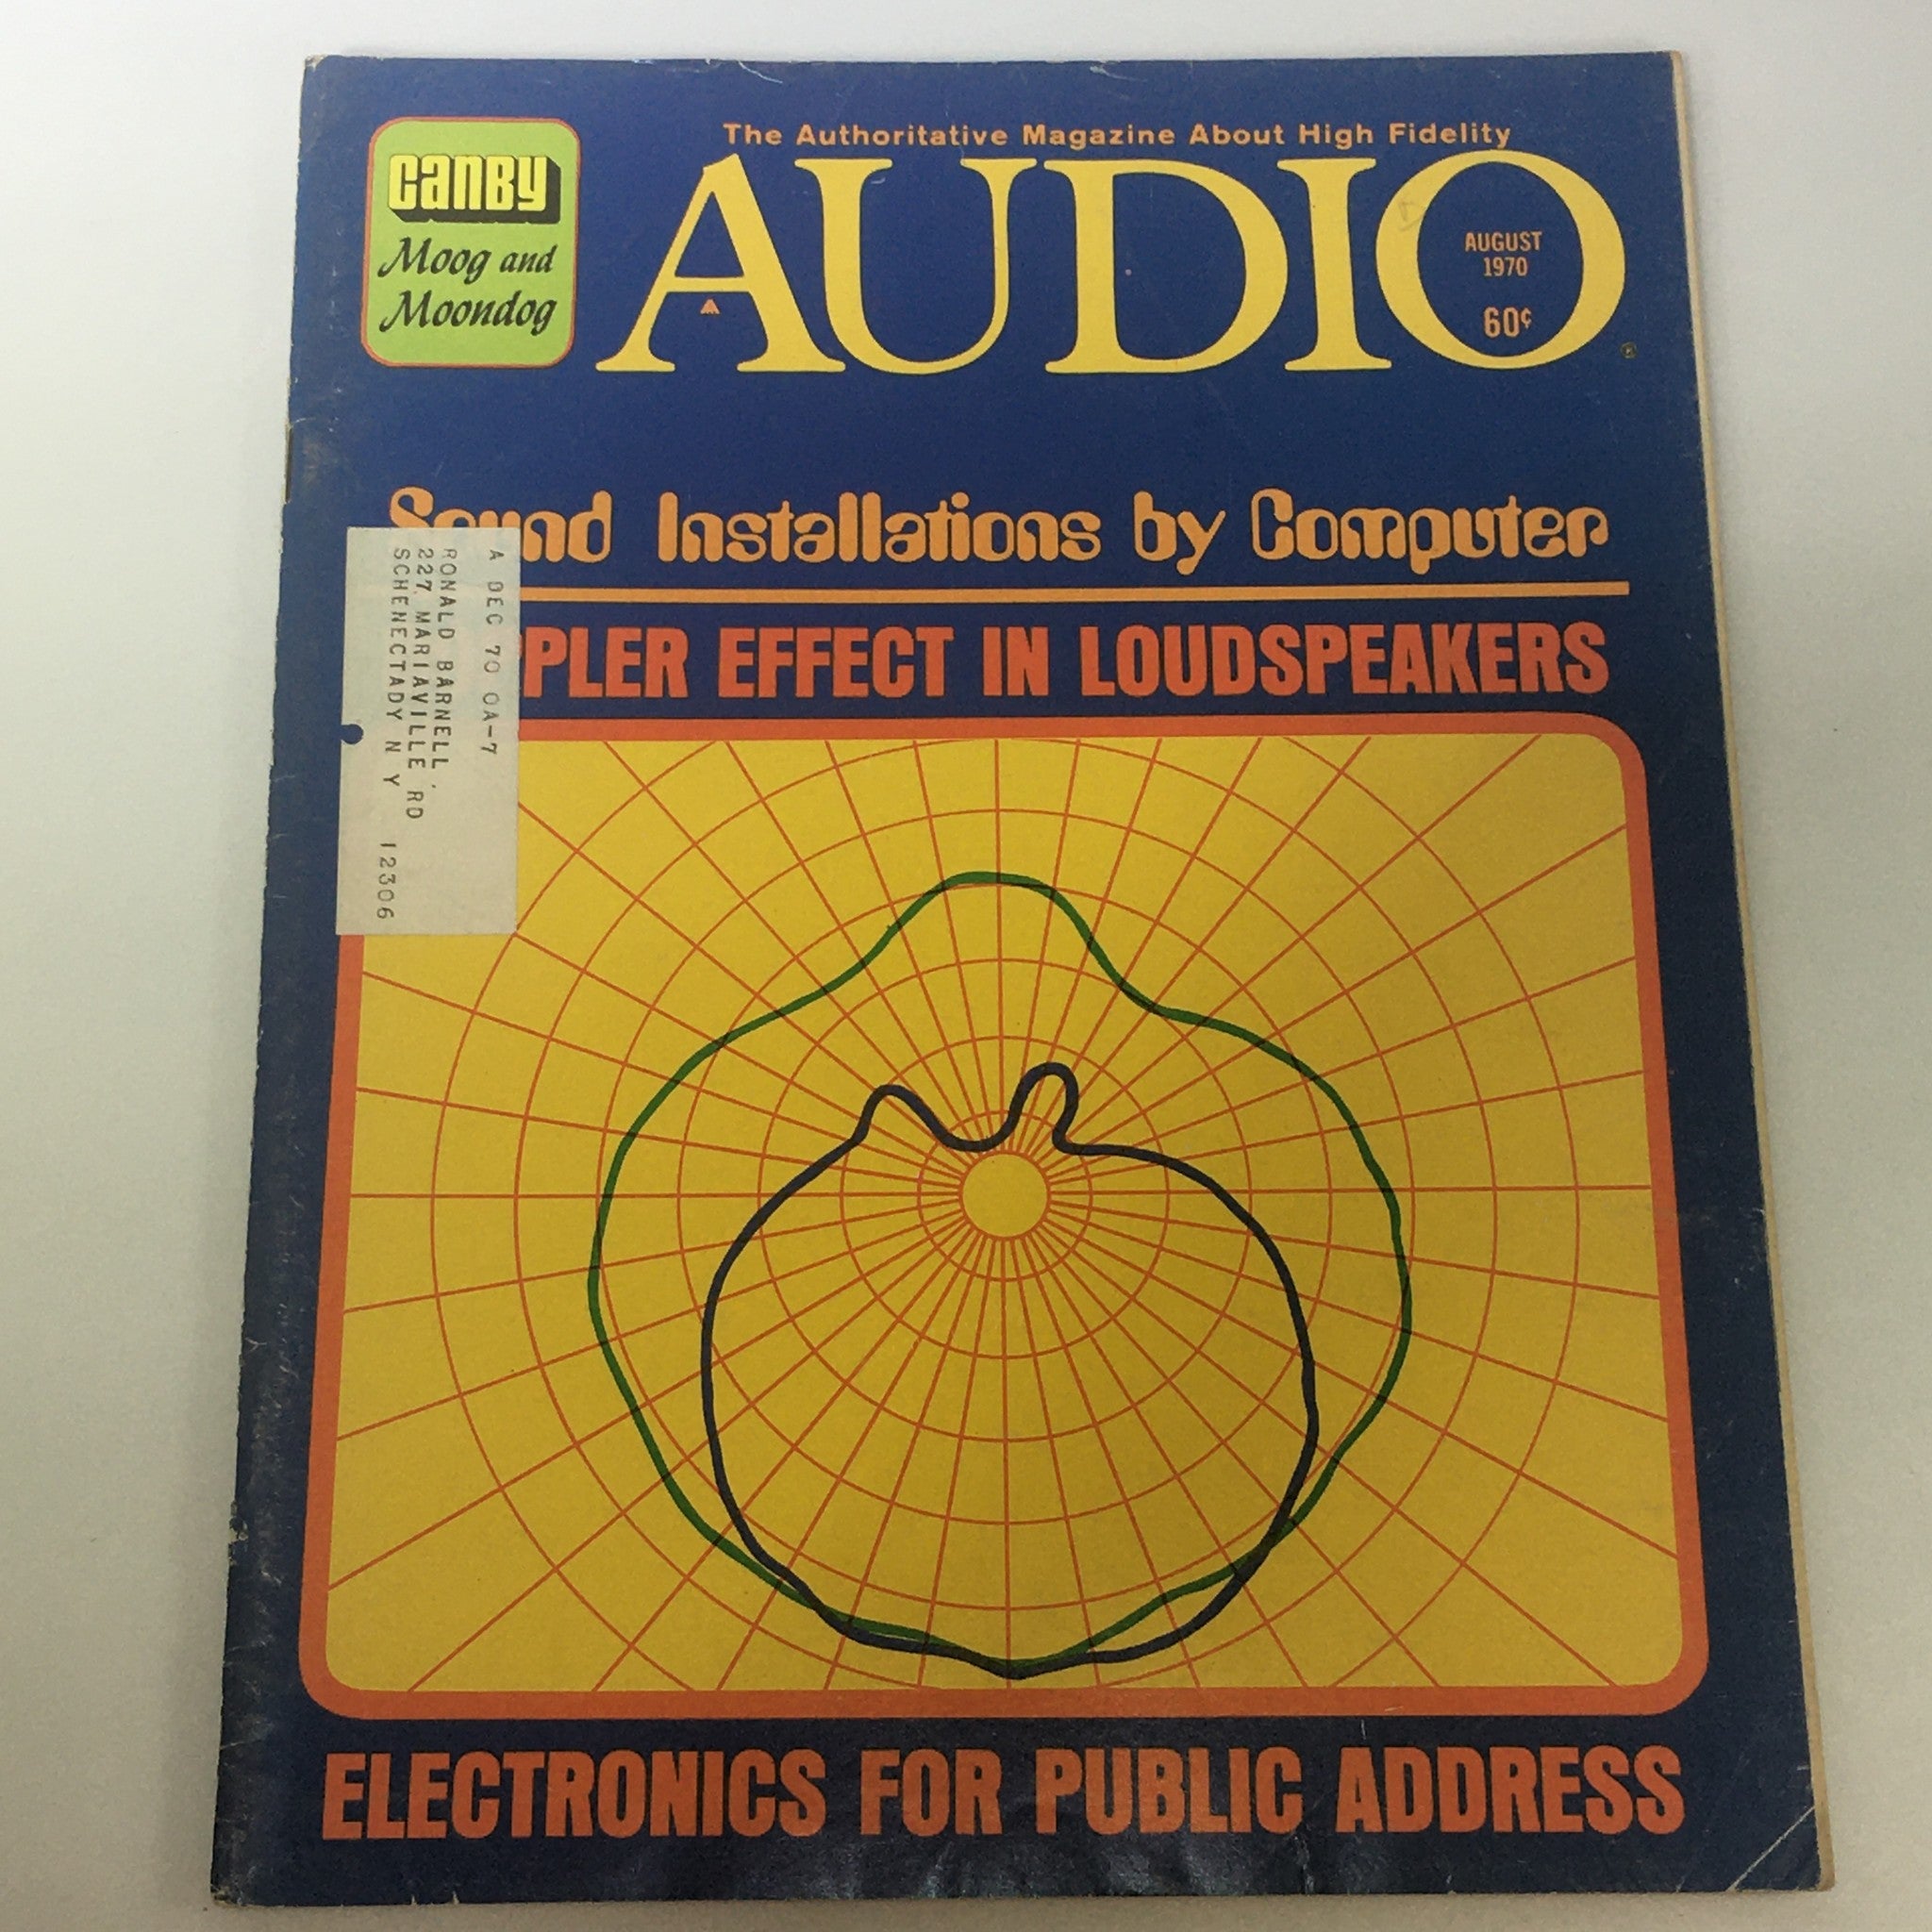 The Authoritative Magazine About High Fidelity
CANBY
Moog and
Moondog
AUDIO
AUGUST
1970
60¢
Sound Installations by Computer
PPLER EFFECT IN LOUDSPEAKERS
A DEC 70 OA-7
RONALD BARNELL
227 MARIAVILLE RD
SCHENECTADY N Y 12306
ELECTRONICS FOR PUBLIC ADDRESS